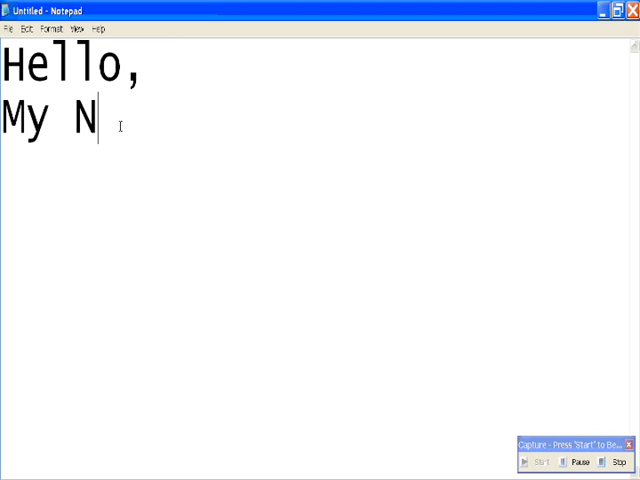 Untitled - Notepad
File Edit Format View Help
Hello,
My N
Capture - Press "Start" to Be...
Start Pause Stop